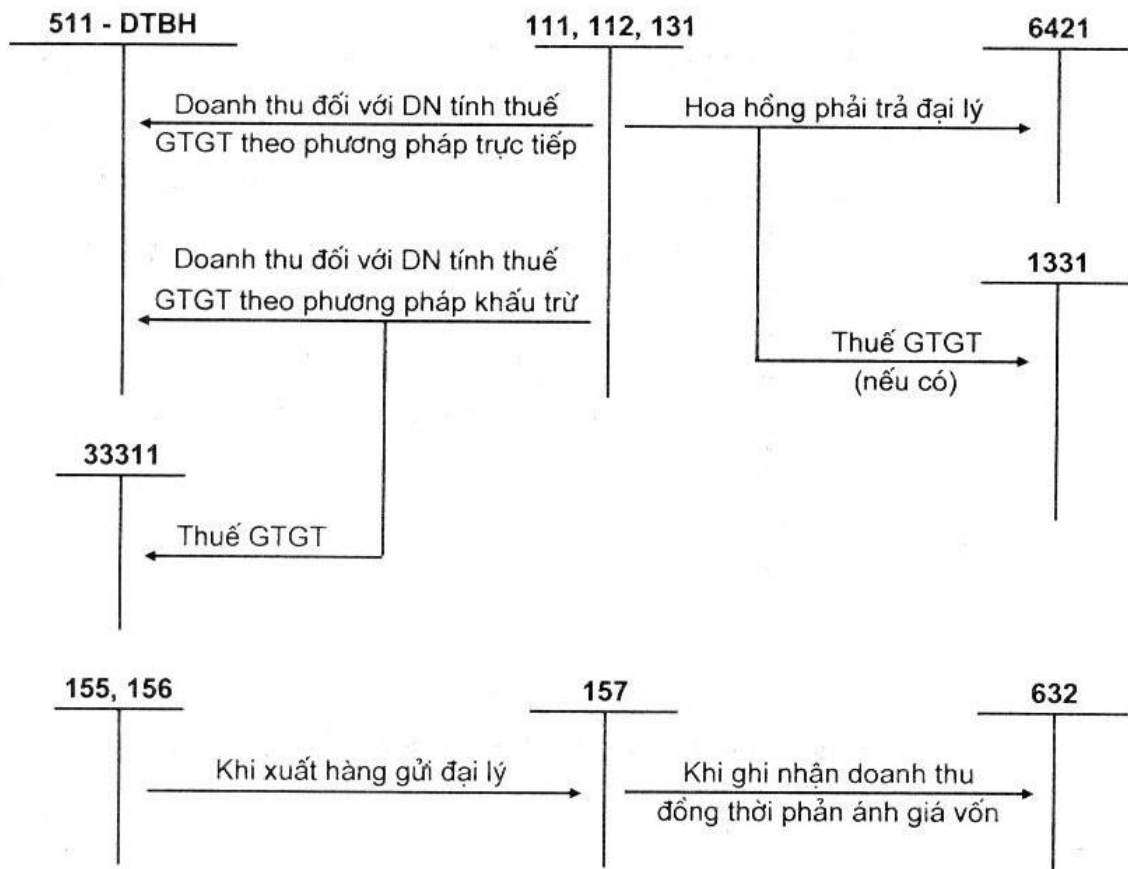 511 - DTBH
111, 112, 131
6421
Doanh thu đối với DN tính thuế
GTGT theo phương pháp trực tiếp
Hoa hồng phải trả đại lý
Doanh thu đối với DN tính thuế
GTGT theo phương pháp khấu trừ
1331
Thuế GTGT
(nếu có)
33311
Thuế GTGT
155, 156
157
632
Khi xuất hàng gửi đại lý
Khi ghi nhận doanh thu
đồng thời phản ánh giá vốn